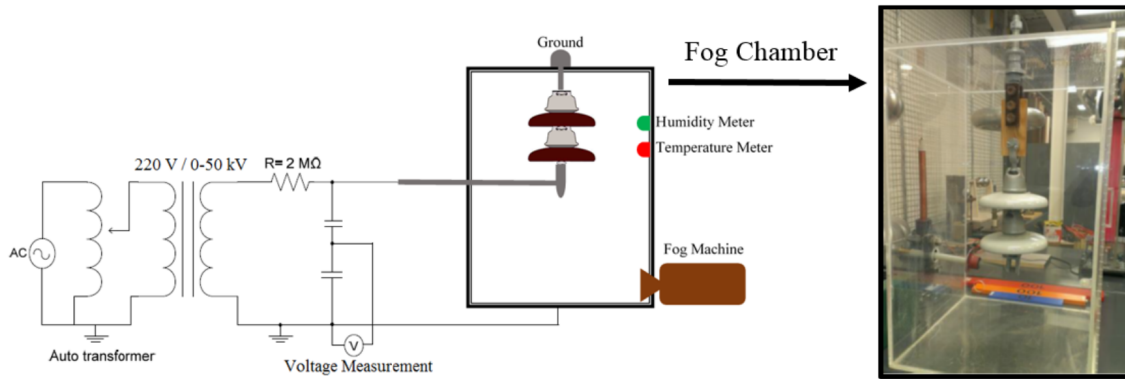 Ground
Fog Chamber
Humidity Meter
Temperature Meter
220 V / 0-50 kV
R= 2 MΩ
AC
Fog Machine
V
Auto transformer
Voltage Measurement